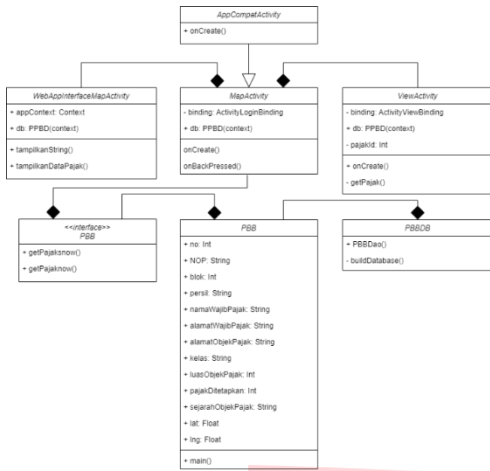 AppCompatActivity
+ onCreate()
WebAppInterfaceMapActivity
+ appContext: Context
+ db: PPBD(context)
+ tampilkanString()
+ tampilkanDataPajak()
MapActivity
- binding: ActivityLoginBinding
+ db: PPBD(context)
onCreate()
onBackPressed()
ViewActivity
- binding: ActivityViewBinding
+ db: PPBD(context)
- pajakId: Int
+ onCreate()
- getPajak()
<<interface>>
PBB
+ getPajaksnow()
+ getPajaknow()
PBB
+ no: Int
+ NOP: String
+ blok: Int
+ persil: String
+ namaWajibPajak: String
+ alamatWajibPajak: String
+ alamatObjekPajak: String
+ kelas: String
+ luasObjekPajak: Int
+ pajakDitetapkan: Int
+ sejarahObjekPajak: String
+ lat: Float
+ lng: Float
+ main()
PBBDB
+ PBBDao()
- buildDatabase()